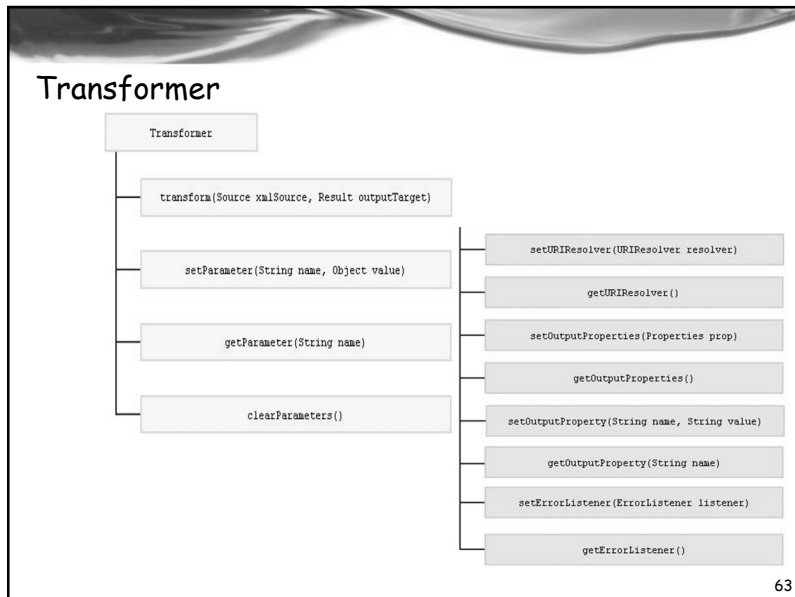 Transformer
Transformer
transform(Source xmlSource, Result outputTarget)
setParameter(String name, Object value)
getParameter(String name)
clearParameters()
setURIResolver(URIResolver resolver)
getURIResolver()
setOutputProperties(Properties prop)
getOutputProperties()
setOutputProperty(String name, String value)
getOutputProperty(String name)
setErrorListener(ErrorListener listener)
getErrorListener()
63